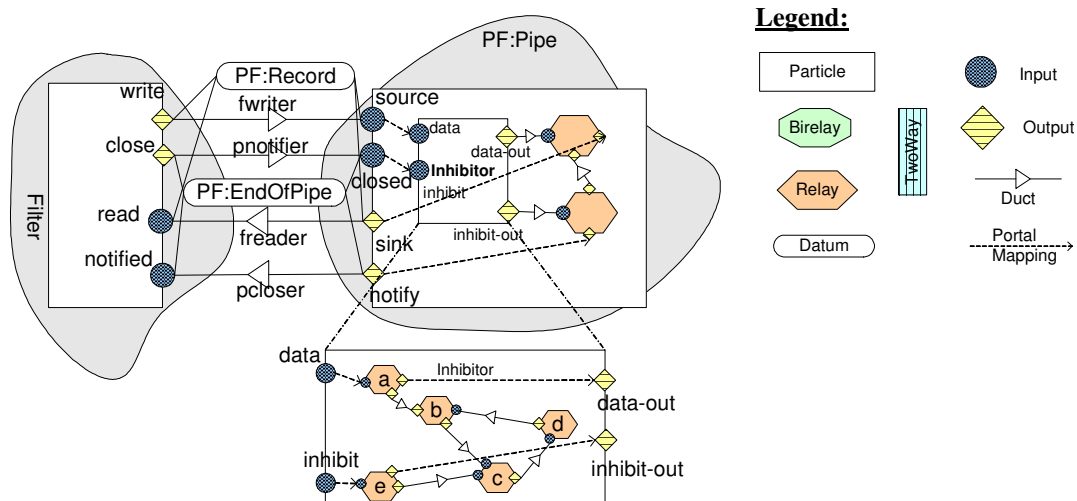 Legend:
PF:Pipe
PF:Record
write
fwriter
source
close
pnotifier
closed
data
Inhibitor
inhibit
data-out
inhibit-out
PF:EndOfPipe
Filter
read
freader
sink
notified
pcloser
notify
data
Inhibitor
a
b
d
data-out
inhibit
e
c
inhibit-out
Particle
Input
Birelay
TwoWay
Output
Relay
Duct
Datum
Portal
Mapping